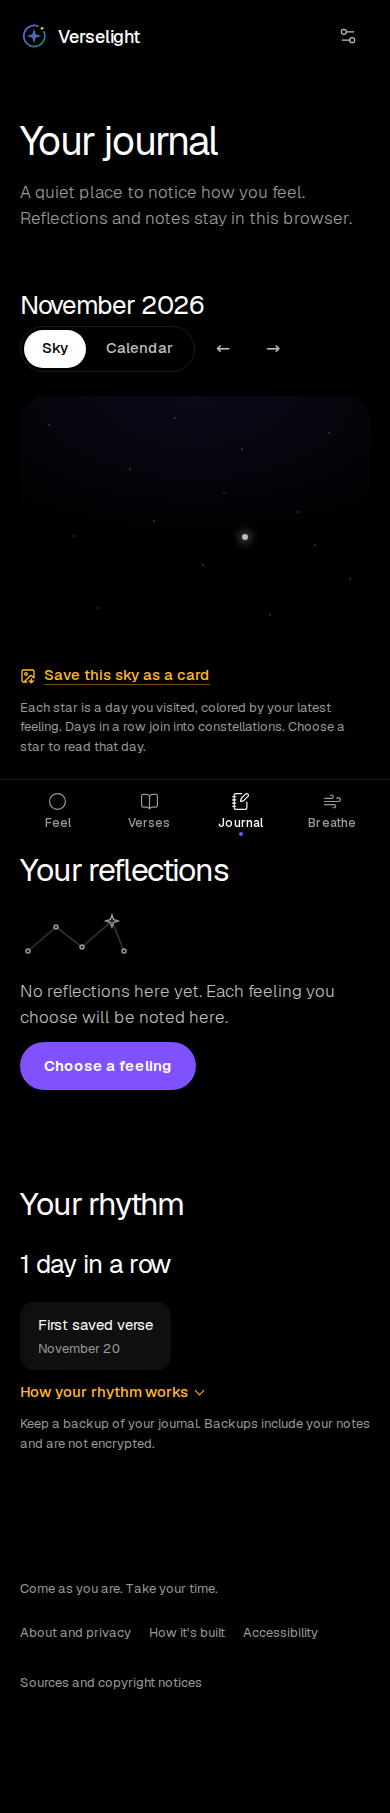 Verselight
Your journal
A quiet place to notice how you feel.
Reflections and notes stay in this browser.
November 2026
Sky
Calendar
← →
Save this sky as a card
Each star is a day you visited, colored by your latest
feeling. Days in a row join into constellations. Choose a
star to read that day.
Feel
Verses
Journal
Breathe
Your reflections
No reflections here yet. Each feeling you
choose will be noted here.
Choose a feeling
Your rhythm
1 day in a row
First saved verse
November 20
How your rhythm works
Keep a backup of your journal. Backups include your notes
and are not encrypted.
Come as you are. Take your time.
About and privacy
How it's built
Accessibility
Sources and copyright notices